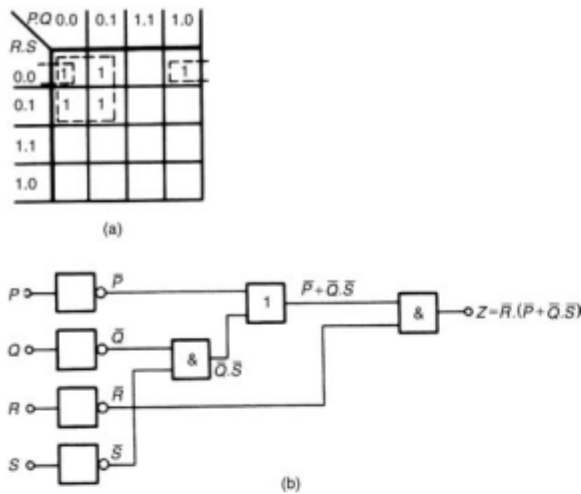 P.Q 0.0 0.1 1.1 1.0
R.S
0.0 1 1 1
0.1 1 1
1.1
1.0
(a)
P P̅ 1 P̅+Q̅.S̅ & Z=R̅.(P̅+Q̅.S̅)
Q Q̅ & Q̅.S̅
R R̅
S S̅
(b)